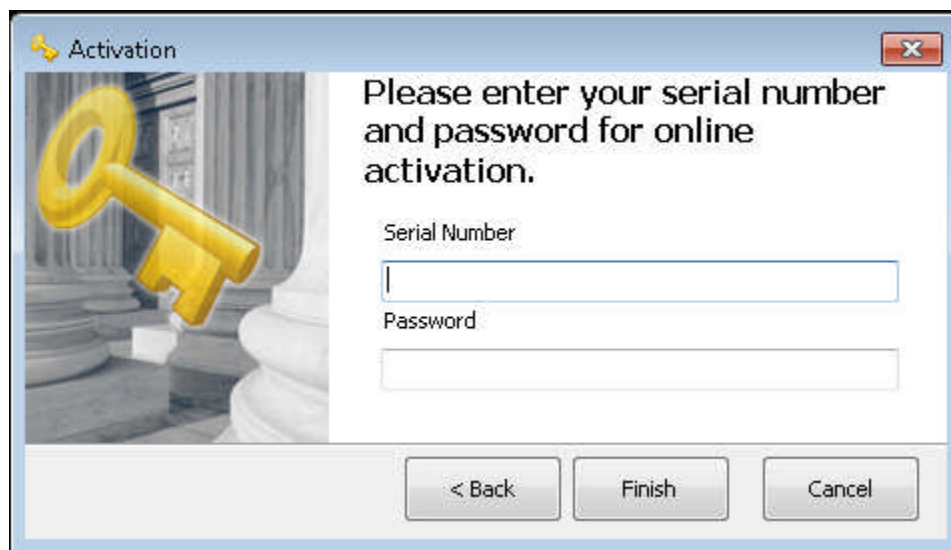 Activation
Please enter your serial number
and password for online
activation.
Serial Number
Password
< Back
Finish
Cancel